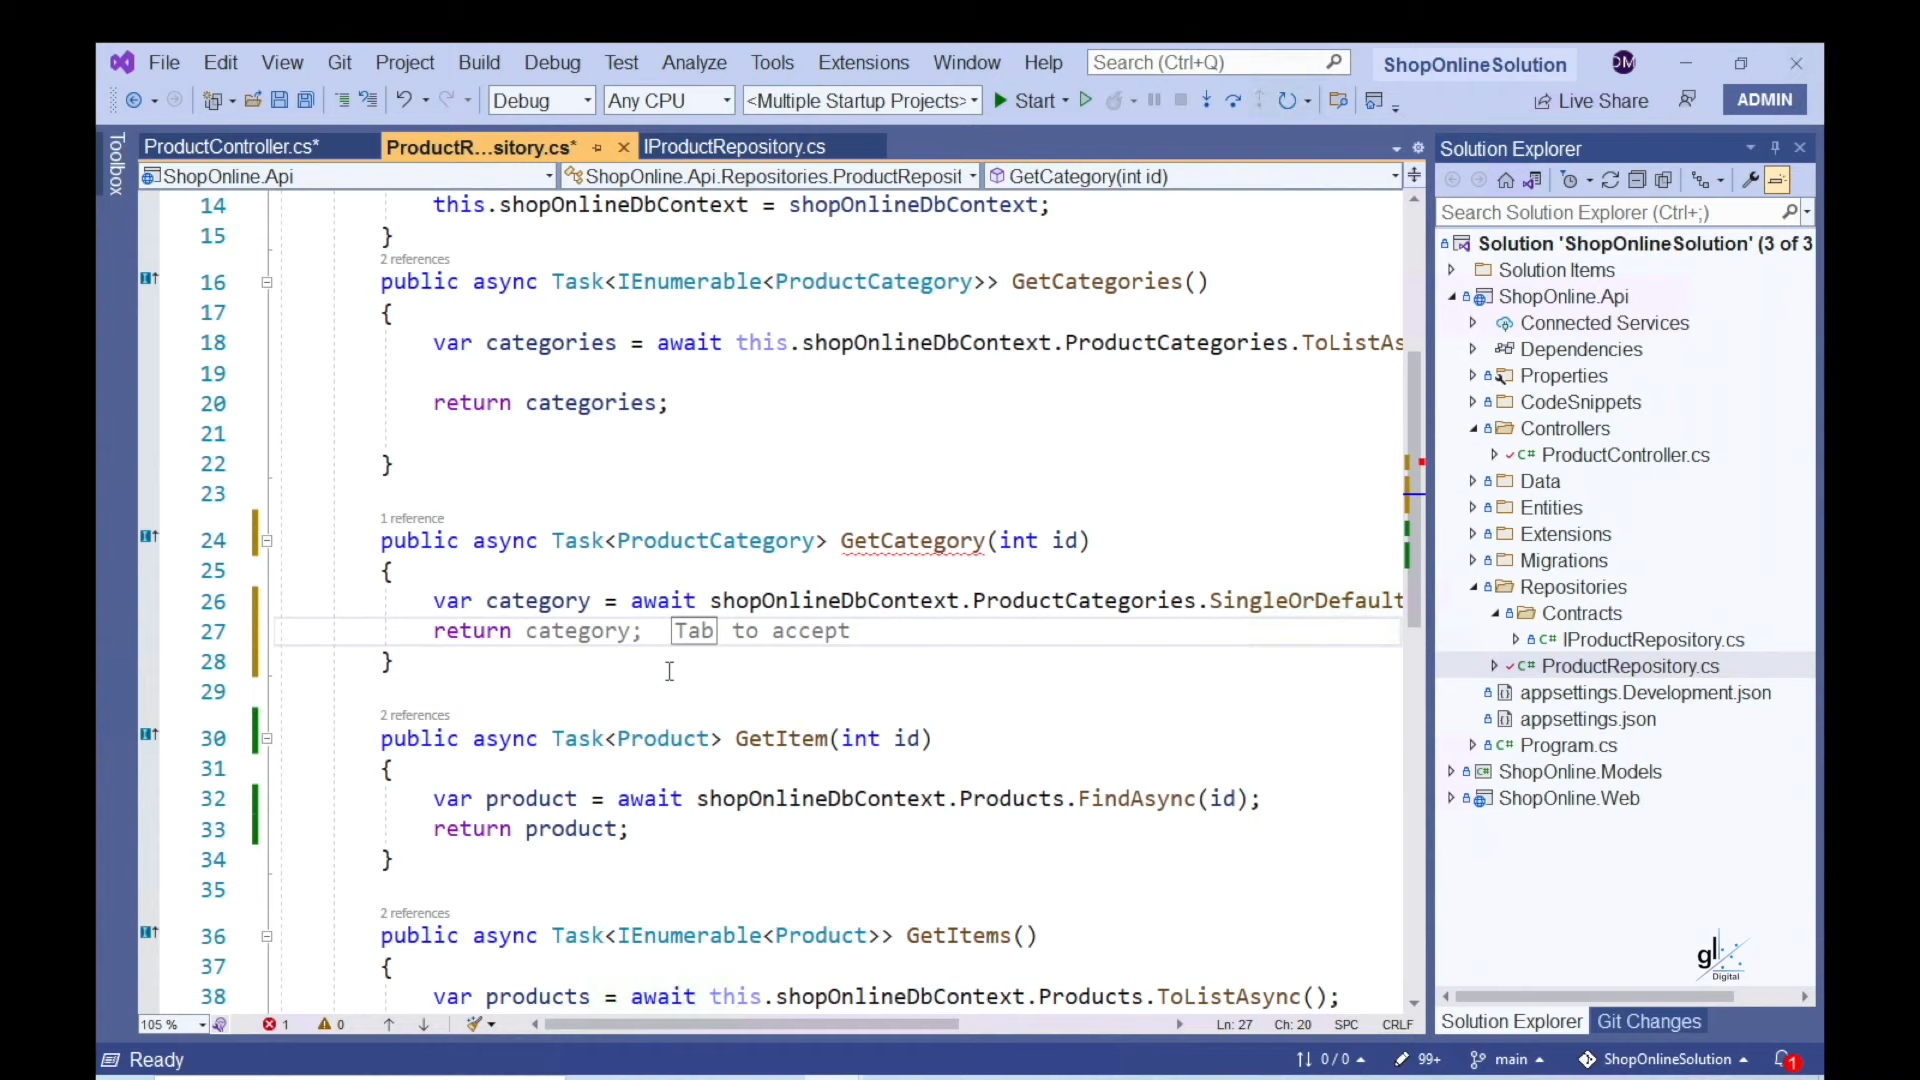 File Edit View Git Project Build Debug Test Analyze Tools Extensions Window Help Search (Ctrl+Q) ShopOnlineSolution DM
Debug Any CPU <Multiple Startup Projects> Start Live Share ADMIN
Toolbox
ProductController.cs* ProductR...sitory.cs* IProductRepository.cs
ShopOnline.Api ShopOnline.Api.Repositories.ProductReposit GetCategory(int id)
14 this.shopOnlineDbContext = shopOnlineDbContext;
15 }
2 references
16 public async Task<IEnumerable<ProductCategory>> GetCategories()
17 {
18 var categories = await this.shopOnlineDbContext.ProductCategories.ToListAs
19
20 return categories;
21
22 }
23
1 reference
24 public async Task<ProductCategory> GetCategory(int id)
25 {
26 var category = await shopOnlineDbContext.ProductCategories.SingleOrDefault
27 return category; Tab to accept
28 }
29
2 references
30 public async Task<Product> GetItem(int id)
31 {
32 var product = await shopOnlineDbContext.Products.FindAsync(id);
33 return product;
34 }
35
2 references
36 public async Task<IEnumerable<Product>> GetItems()
37 {
38 var products = await this.shopOnlineDbContext.Products.ToListAsync();
105 % 1 0 Ln: 27 Ch: 20 SPC CRLF
Solution Explorer
Search Solution Explorer (Ctrl+;)
Solution 'ShopOnlineSolution' (3 of 3
Solution Items
ShopOnline.Api
Connected Services
Dependencies
Properties
CodeSnippets
Controllers
C# ProductController.cs
Data
Entities
Extensions
Migrations
Repositories
Contracts
C# IProductRepository.cs
C# ProductRepository.cs
appsettings.Development.json
appsettings.json
C# Program.cs
C# ShopOnline.Models
ShopOnline.Web
gl
Digital
Solution Explorer Git Changes
Ready 0 / 0 99+ main ShopOnlineSolution 1